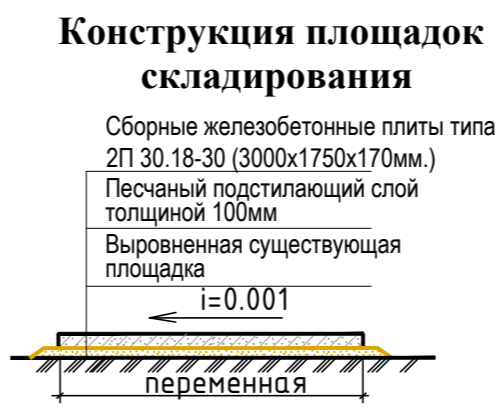 Конструкция площадок
складирования
Сборные железобетонные плиты типа
2П 30.18-30 (3000х1750х170мм.)
Песчаный подстилающий слой
толщиной 100мм
Выровненная существующая
площадка
i=0.001
переменная